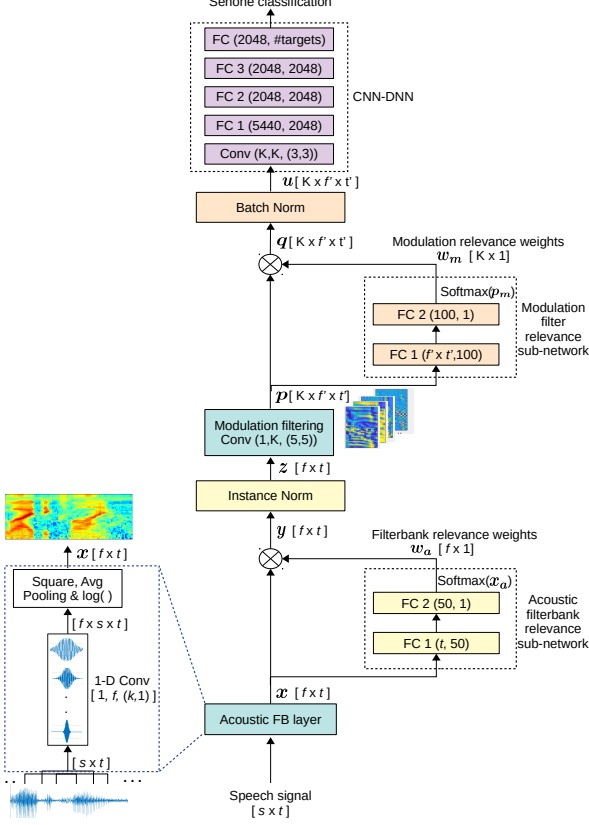 Senone classification
FC (2048, #targets)
FC 3 (2048, 2048)
FC 2 (2048, 2048)
FC 1 (5440, 2048)
Conv (K,K, (3,3))
CNN-DNN
u[ K x f' x t' ]
Batch Norm
q[ K x f' x t' ]
Modulation relevance weights
w_m [ K x 1]
Softmax(p_m)
FC 2 (100, 1)
FC 1 (f' x t',100)
Modulation
filter
relevance
sub-network
p[ K x f' x t']
Modulation filtering
Conv (1,K, (5,5))
z [ f x t ]
Instance Norm
y [ f x t ]
Filterbank relevance weights
w_a [ f x 1]
Softmax(x_a)
FC 2 (50, 1)
FC 1 (t, 50)
Acoustic
filterbank
relevance
sub-network
x [ f x t ]
Acoustic FB layer
Speech signal
[ s x t ]
x [ f x t ]
Square, Avg
Pooling & log( )
[ f x s x t ]
1-D Conv
[ 1, f, (k,1) ]
[ s x t ]